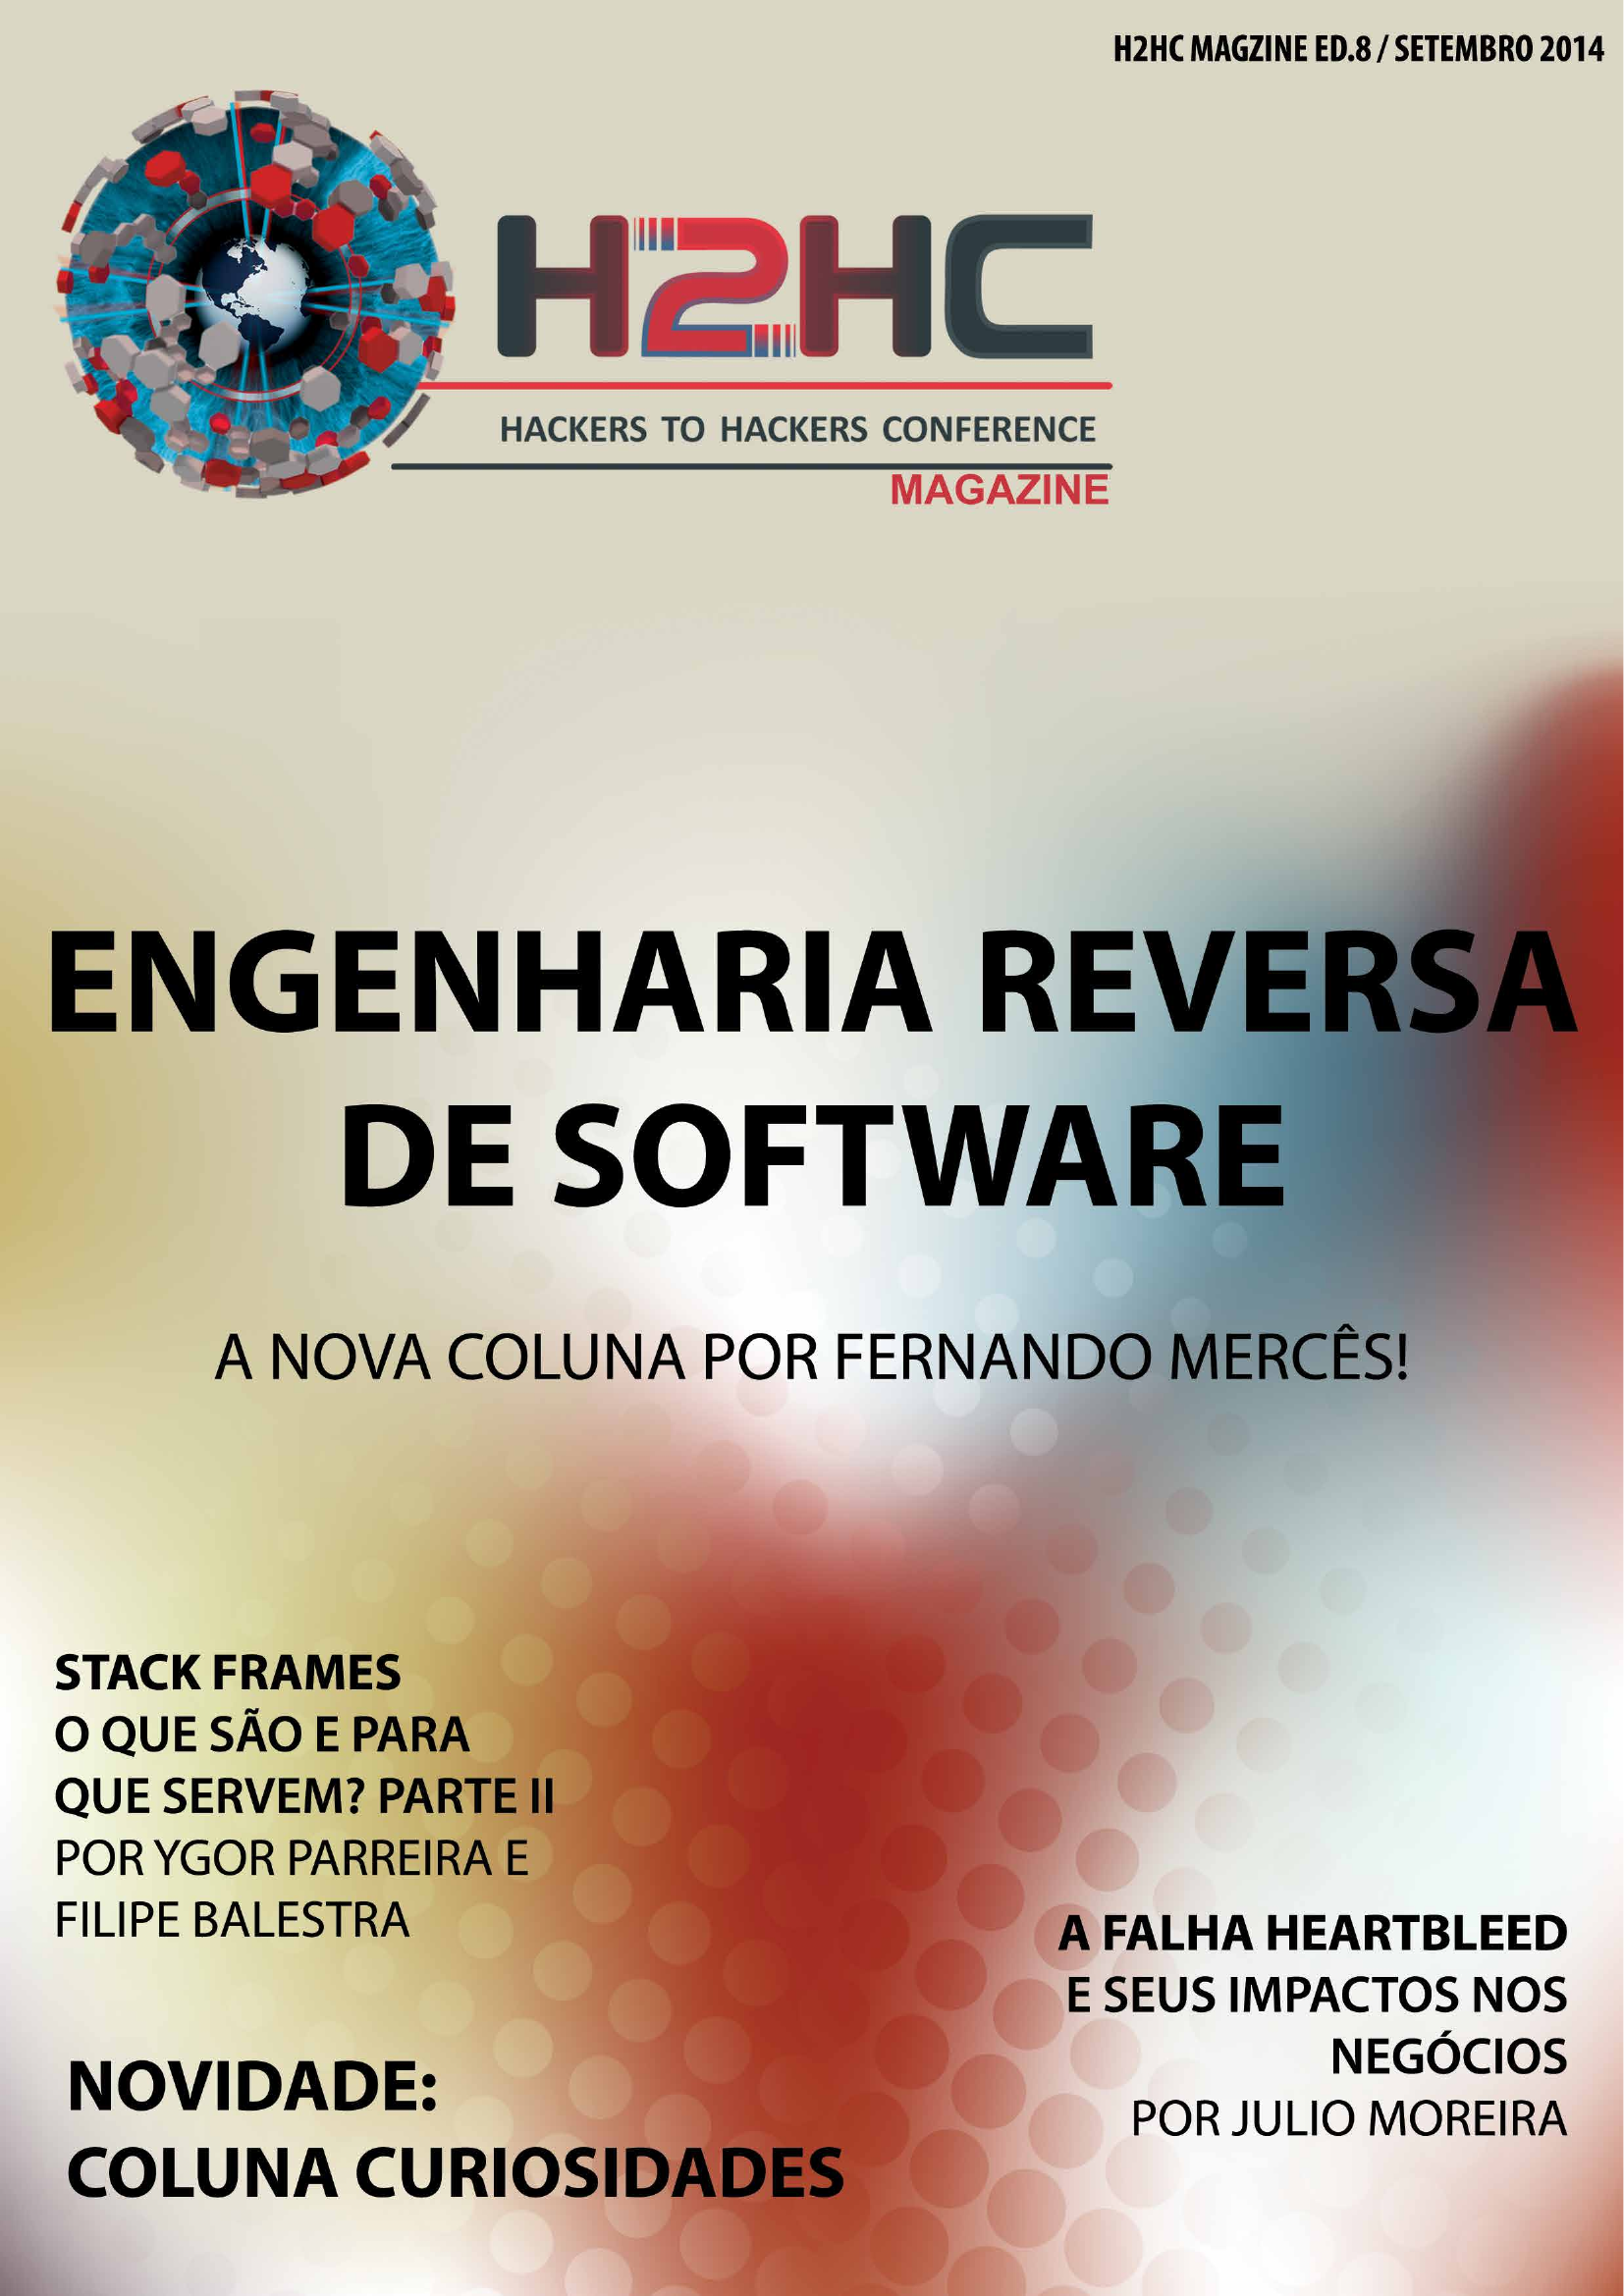 H2HC MAGZINE ED.8 / SETEMBRO 2014
H2HC
HACKERS TO HACKERS CONFERENCE
MAGAZINE
ENGENHARIA REVERSA
DE SOFTWARE
A NOVA COLUNA POR FERNANDO MERCÊS!
STACK FRAMES
O QUE SÃO E PARA
QUE SERVEM? PARTE II
POR YGOR PARREIRA E
FILIPE BALESTRA
A FALHA HEARTBLEED
E SEUS IMPACTOS NOS
NEGÓCIOS
POR JULIO MOREIRA
NOVIDADE:
COLUNA CURIOSIDADES